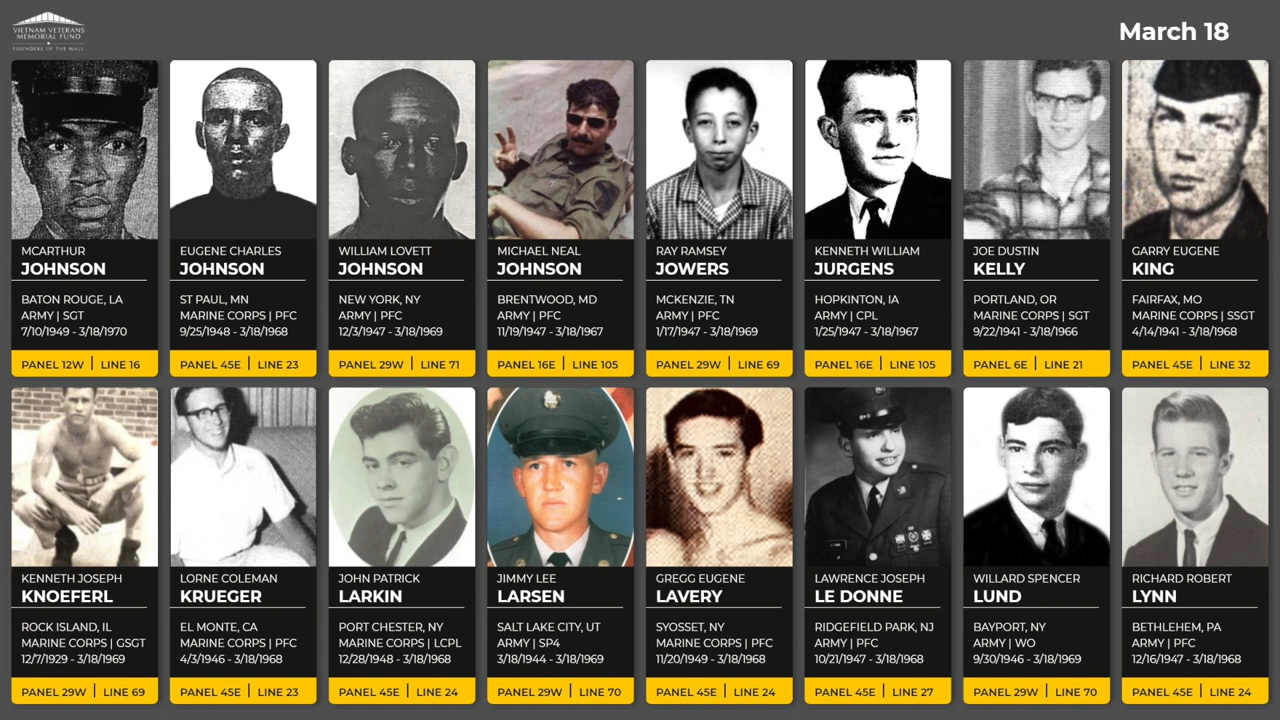 VIETNAM VETERANS
MEMORIAL FUND
FOUNDERS OF THE WALL
March 18
MCARTHUR
JOHNSON
BATON ROUGE, LA
ARMY | SGT
7/10/1949 - 3/18/1970
PANEL 12W | LINE 16
EUGENE CHARLES
JOHNSON
ST PAUL, MN
MARINE CORPS | PFC
9/25/1948 - 3/18/1968
PANEL 45E | LINE 23
WILLIAM LOVETT
JOHNSON
NEW YORK, NY
ARMY | PFC
12/3/1947 - 3/18/1969
PANEL 29W | LINE 71
MICHAEL NEAL
JOHNSON
BRENTWOOD, MD
ARMY | PFC
11/19/1947 - 3/18/1967
PANEL 16E | LINE 105
RAY RAMSEY
JOWERS
MCKENZIE, TN
ARMY | PFC
1/17/1947 - 3/18/1969
PANEL 29W | LINE 69
KENNETH WILLIAM
JURGENS
HOPKINTON, IA
ARMY | CPL
1/25/1947 - 3/18/1967
PANEL 16E | LINE 105
JOE DUSTIN
KELLY
PORTLAND, OR
MARINE CORPS | SGT
9/22/1941 - 3/18/1966
PANEL 6E | LINE 21
GARRY EUGENE
KING
FAIRFAX, MO
MARINE CORPS | SSGT
4/14/1941 - 3/18/1968
PANEL 45E | LINE 32
KENNETH JOSEPH
KNOEFERL
ROCK ISLAND, IL
MARINE CORPS | GSGT
12/7/1929 - 3/18/1969
PANEL 29W | LINE 69
LORNE COLEMAN
KRUEGER
EL MONTE, CA
MARINE CORPS | PFC
4/3/1946 - 3/18/1968
PANEL 45E | LINE 23
JOHN PATRICK
LARKIN
PORT CHESTER, NY
MARINE CORPS | LCPL
12/28/1948 - 3/18/1968
PANEL 45E | LINE 24
JIMMY LEE
LARSEN
SALT LAKE CITY, UT
ARMY | SP4
3/18/1944 - 3/18/1969
PANEL 29W | LINE 70
GREGG EUGENE
LAVERY
SYOSSET, NY
MARINE CORPS | PFC
11/20/1949 - 3/18/1968
PANEL 45E | LINE 24
LAWRENCE JOSEPH
LE DONNE
RIDGEFIELD PARK, NJ
ARMY | PFC
10/21/1947 - 3/18/1968
PANEL 45E | LINE 27
WILLARD SPENCER
LUND
BAYPORT, NY
ARMY | WO
9/30/1946 - 3/18/1969
PANEL 29W | LINE 70
RICHARD ROBERT
LYNN
BETHLEHEM, PA
ARMY | PFC
12/16/1947 - 3/18/1968
PANEL 45E | LINE 24